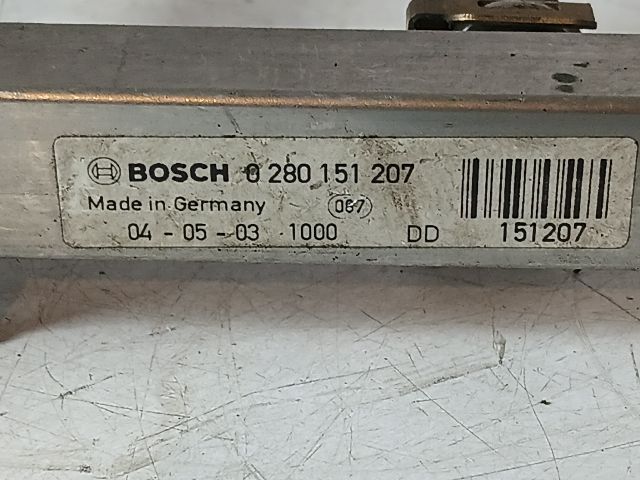 BOSCH 0 280 151 207
Made in Germany 067
04 - 05 - 03 1000 DD 151207